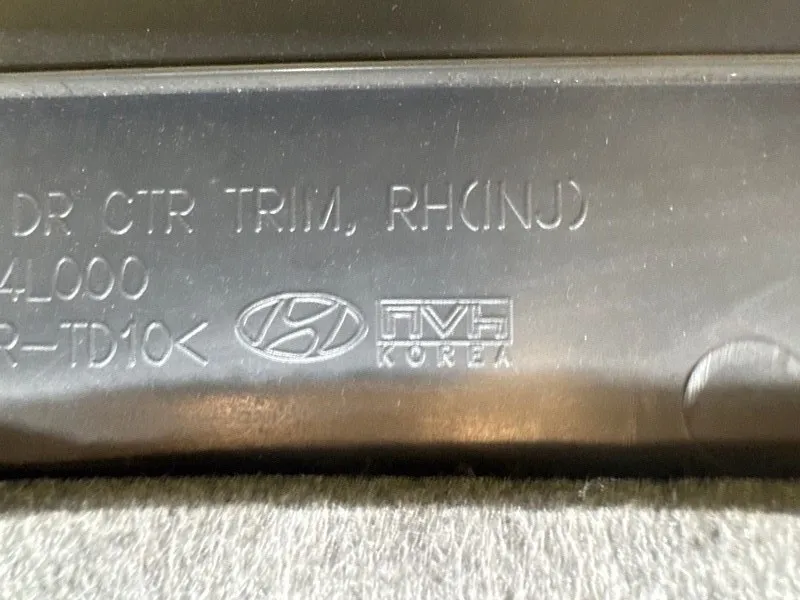 DR CTR TRIM, RH(INJ)
4L000
R-TD10<
NVH
KOREA